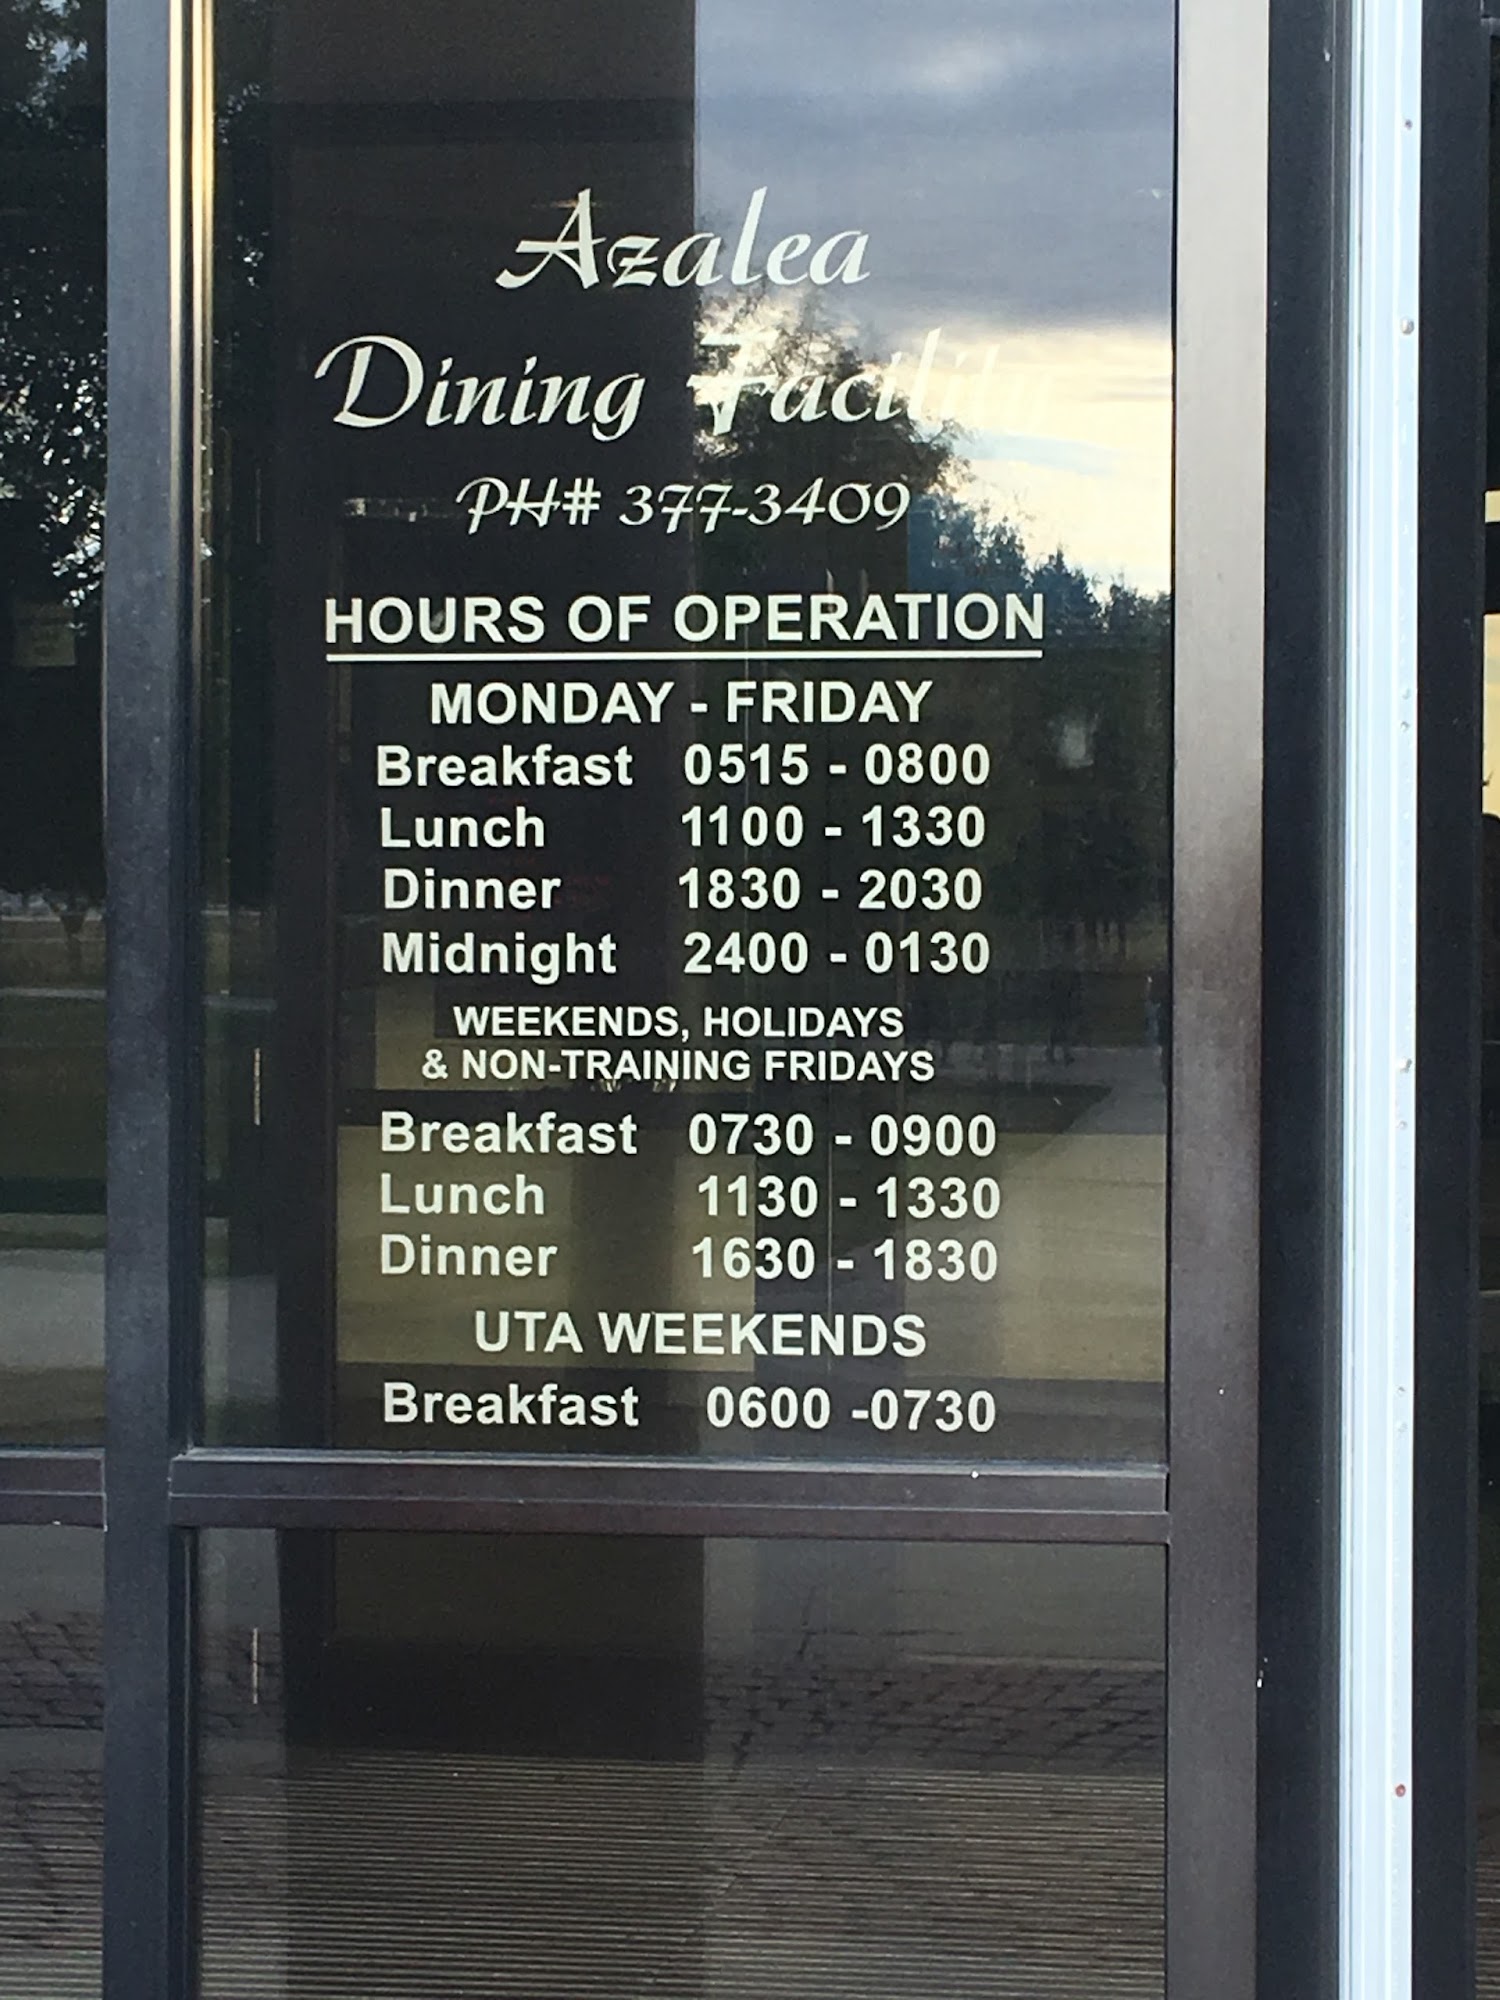 Azalea
Dining Facility
PH# 377-3409
HOURS OF OPERATION
MONDAY - FRIDAY
Breakfast 0515 - 0800
Lunch 1100 - 1330
Dinner 1830 - 2030
Midnight 2400 - 0130
WEEKENDS, HOLIDAYS
& NON-TRAINING FRIDAYS
Breakfast 0730 - 0900
Lunch 1130 - 1330
Dinner 1630 - 1830
UTA WEEKENDS
Breakfast 0600 -0730